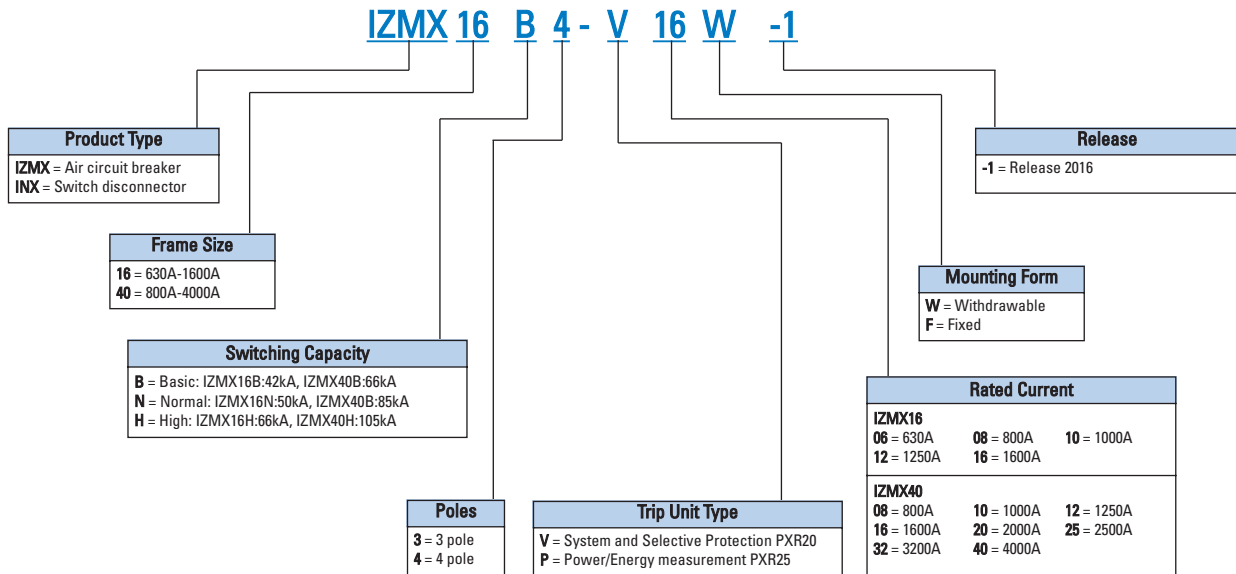 IZMX 16 B 4 - V 16 W -1
Product Type
IZMX = Air circuit breaker
INX = Switch disconnector
Release
-1 = Release 2016
Frame Size
16 = 630A-1600A
40 = 800A-4000A
Mounting Form
W = Withdrawable
F = Fixed
Switching Capacity
B = Basic: IZMX16B:42kA, IZMX40B:66kA
N = Normal: IZMX16N:50kA, IZMX40B:85kA
H = High: IZMX16H:66kA, IZMX40H:105kA
Rated Current
IZMX16
06 = 630A 08 = 800A 10 = 1000A
12 = 1250A 16 = 1600A
IZMX40
08 = 800A 10 = 1000A 12 = 1250A
16 = 1600A 20 = 2000A 25 = 2500A
32 = 3200A 40 = 4000A
Poles
3 = 3 pole
4 = 4 pole
Trip Unit Type
V = System and Selective Protection PXR20
P = Power/Energy measurement PXR25